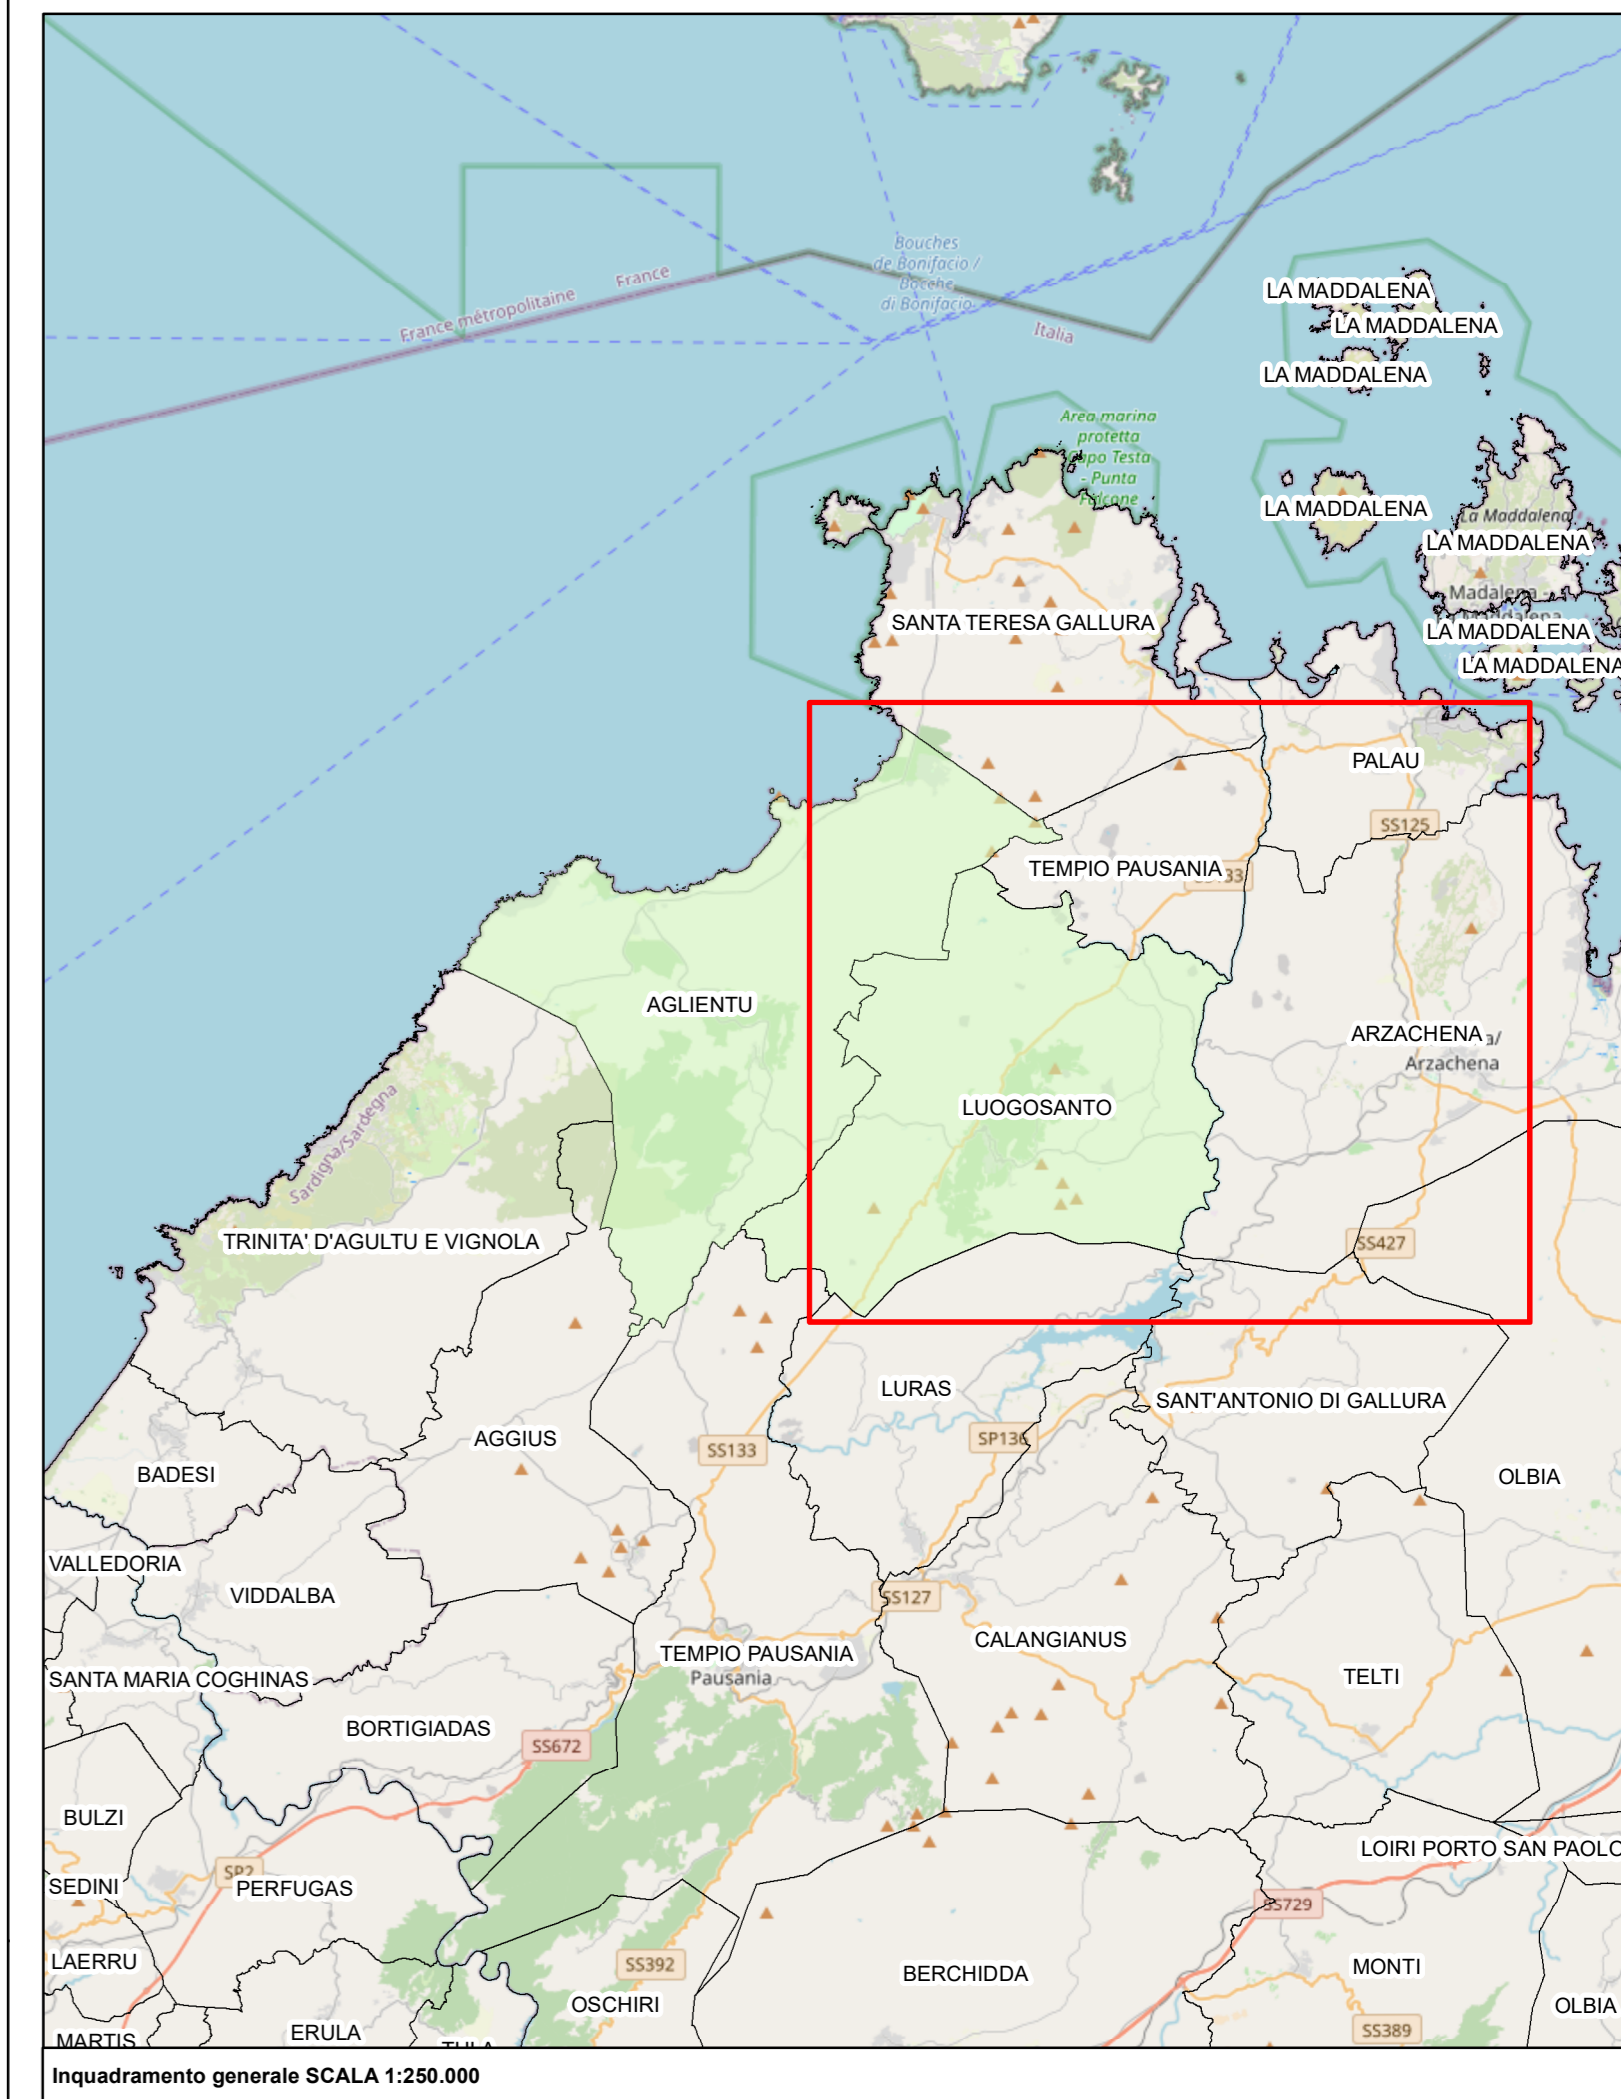 Bouches
de Bonifacio /
Bocche
di Bonifacio
France
France métropolitaine
Italia
LA MADDALENA
LA MADDALENA
LA MADDALENA
Area marina
protetta
Capo Testa
- Punta
Falcone
LA MADDALENA
La Maddalena
LA MADDALENA
Madalena -
LA MADDALENA
LA MADDALENA
SANTA TERESA GALLURA
PALAU
SS125
TEMPIO PAUSANIA
AGLIENTU
ARZACHENA
Arzachena
LUOGOSANTO
Sardigna/Sardegna
TRINITA' D'AGULTU E VIGNOLA
SS427
LURAS
SANT'ANTONIO DI GALLURA
AGGIUS
SS133
SP136
BADESI
OLBIA
VALLEDORIA
VIDDALBA
SS127
CALANGIANUS
TEMPIO PAUSANIA
Pausania
SANTA MARIA COGHINAS
TELTI
BORTIGIADAS
SS672
BULZI
LOIRI PORTO SAN PAOLO
SP2
SEDINI
PERFUGAS
SS729
LAERRU
SS392
BERCHIDDA
MONTI
OSCHIRI
OLBIA
MARTIS
ERULA
TULA
SS389
Inquadramento generale SCALA 1:250.000